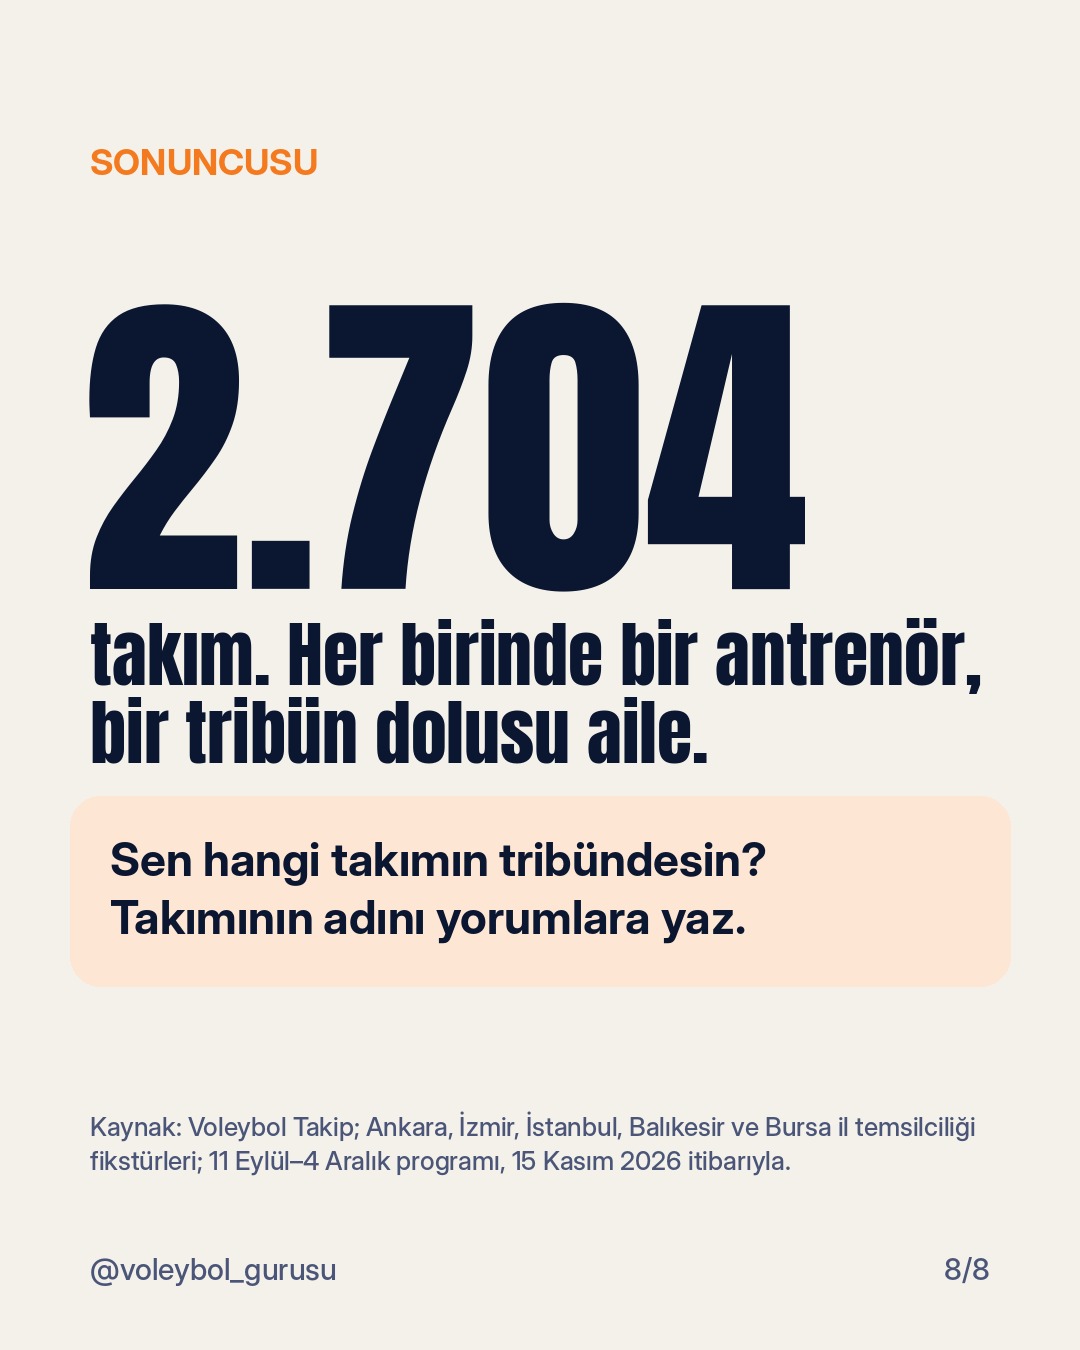 SONUNCUSU
2.704
takım. Her birinde bir antrenör,
bir tribün dolusu aile.
Sen hangi takımın tribündesin?
Takımının adını yorumlara yaz.
Kaynak: Voleybol Takip; Ankara, İzmir, İstanbul, Balıkesir ve Bursa il temsilciliği
fikstürleri; 11 Eylül–4 Aralık programı, 15 Kasım 2026 itibarıyla.
@voleybol_gurusu
8/8